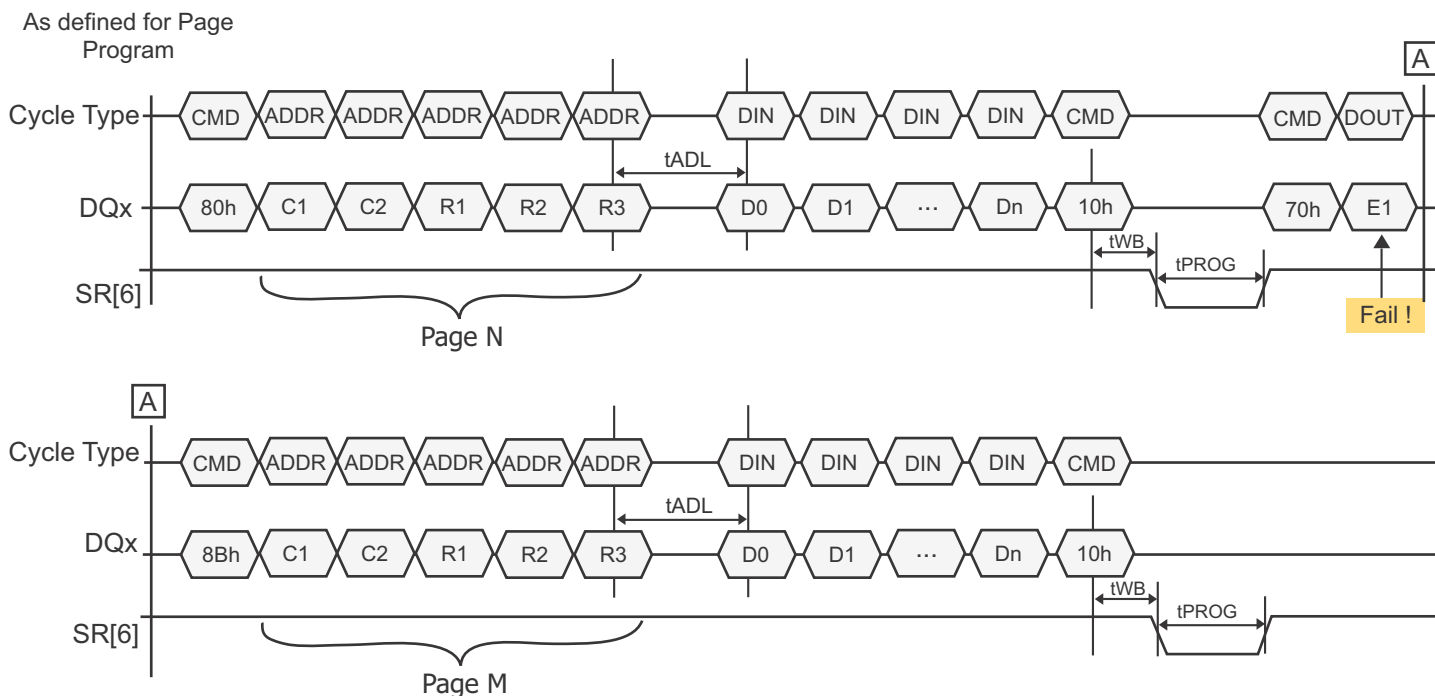 As defined for Page
Program
A
Cycle Type
CMD ADDR ADDR ADDR ADDR ADDR DIN DIN DIN DIN CMD CMD DOUT
tADL
DQx
80h C1 C2 R1 R2 R3 D0 D1 ... Dn 10h 70h E1
tWB
tPROG
SR[6]
Page N
Fail !
A
Cycle Type
CMD ADDR ADDR ADDR ADDR ADDR DIN DIN DIN DIN CMD
tADL
DQx
8Bh C1 C2 R1 R2 R3 D0 D1 ... Dn 10h
tWB
tPROG
SR[6]
Page M